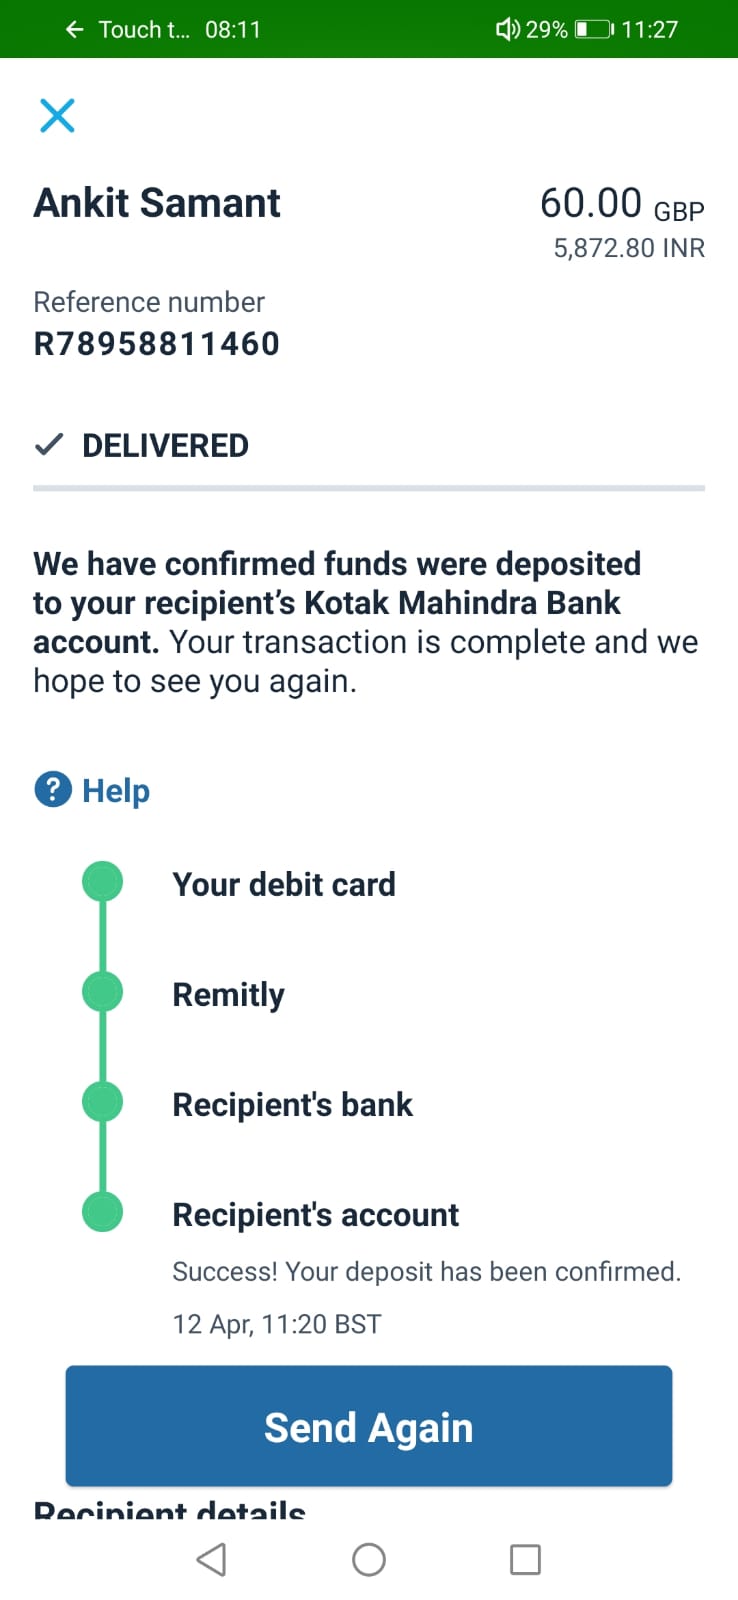 ← Touch t... 08:11 29% 11:27
Ankit Samant
60.00 GBP
5,872.80 INR
Reference number
R78958811460
✓ DELIVERED
We have confirmed funds were deposited
to your recipient's Kotak Mahindra Bank
account. Your transaction is complete and we
hope to see you again.
? Help
Your debit card
Remitly
Recipient's bank
Recipient's account
Success! Your deposit has been confirmed.
12 Apr, 11:20 BST
Send Again
Recipient details